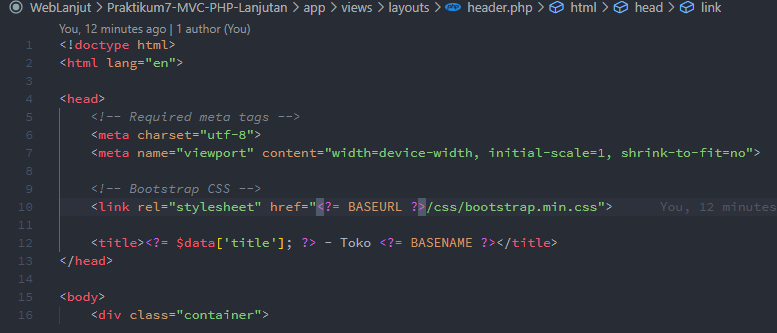 WebLanjut > Praktikum7-MVC-PHP-Lanjutan > app > views > layouts > header.php > html > head > link
You, 12 minutes ago | 1 author (You)
1 <!doctype html>
2 <html lang="en">
3
4 <head>
5     <!-- Required meta tags -->
6     <meta charset="utf-8">
7     <meta name="viewport" content="width=device-width, initial-scale=1, shrink-to-fit=no">
8
9     <!-- Bootstrap CSS -->
10     <link rel="stylesheet" href="<?= BASEURL ?>/css/bootstrap.min.css"> You, 12 minutes
11
12     <title><?= $data['title']; ?> - Toko <?= BASENAME ?></title>
13 </head>
14
15 <body>
16     <div class="container">